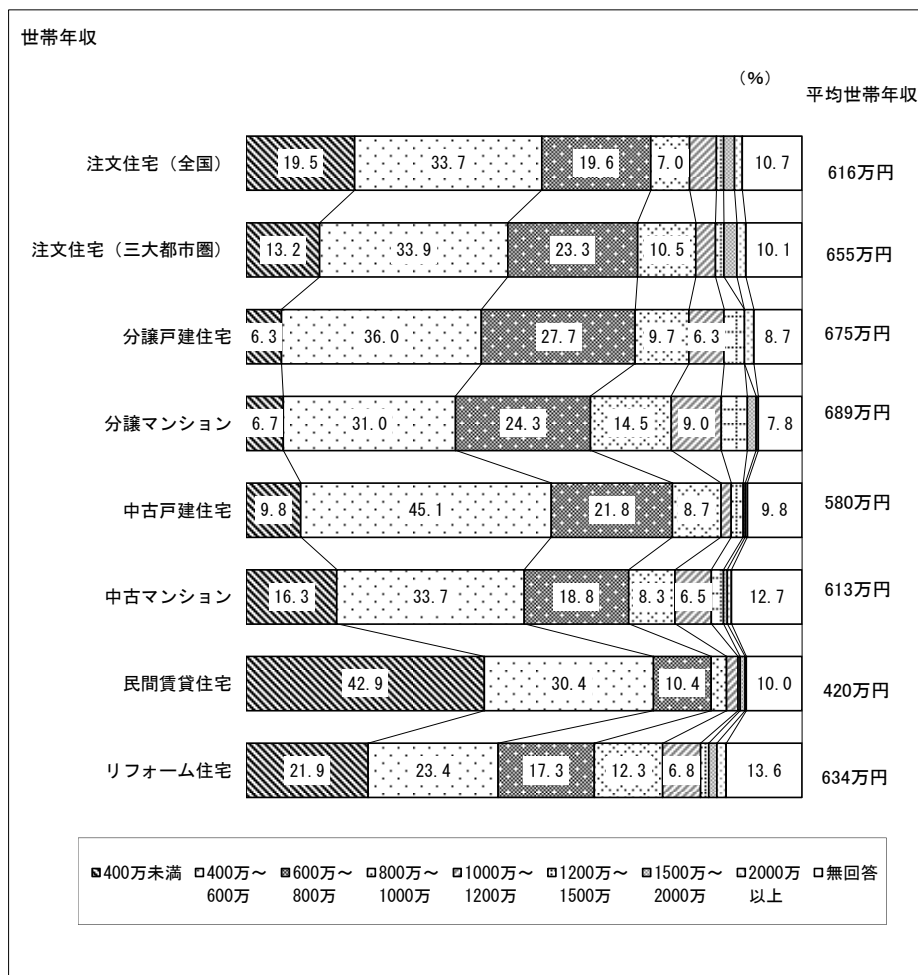 世帯年収
(%)
平均世帯年収
注文住宅（全国） 19.5 33.7 19.6 7.0 10.7 616万円
注文住宅（三大都市圏） 13.2 33.9 23.3 10.5 10.1 655万円
分譲戸建住宅 6.3 36.0 27.7 9.7 6.3 8.7 675万円
分譲マンション 6.7 31.0 24.3 14.5 9.0 7.8 689万円
中古戸建住宅 9.8 45.1 21.8 8.7 9.8 580万円
中古マンション 16.3 33.7 18.8 8.3 6.5 12.7 613万円
民間賃貸住宅 42.9 30.4 10.4 10.0 420万円
リフォーム住宅 21.9 23.4 17.3 12.3 6.8 13.6 634万円
400万未満 400万～ 600万～ 800万～ 1000万～ 1200万～ 1500万～ 2000万 無回答
600万 800万 1000万 1200万 1500万 2000万 以上